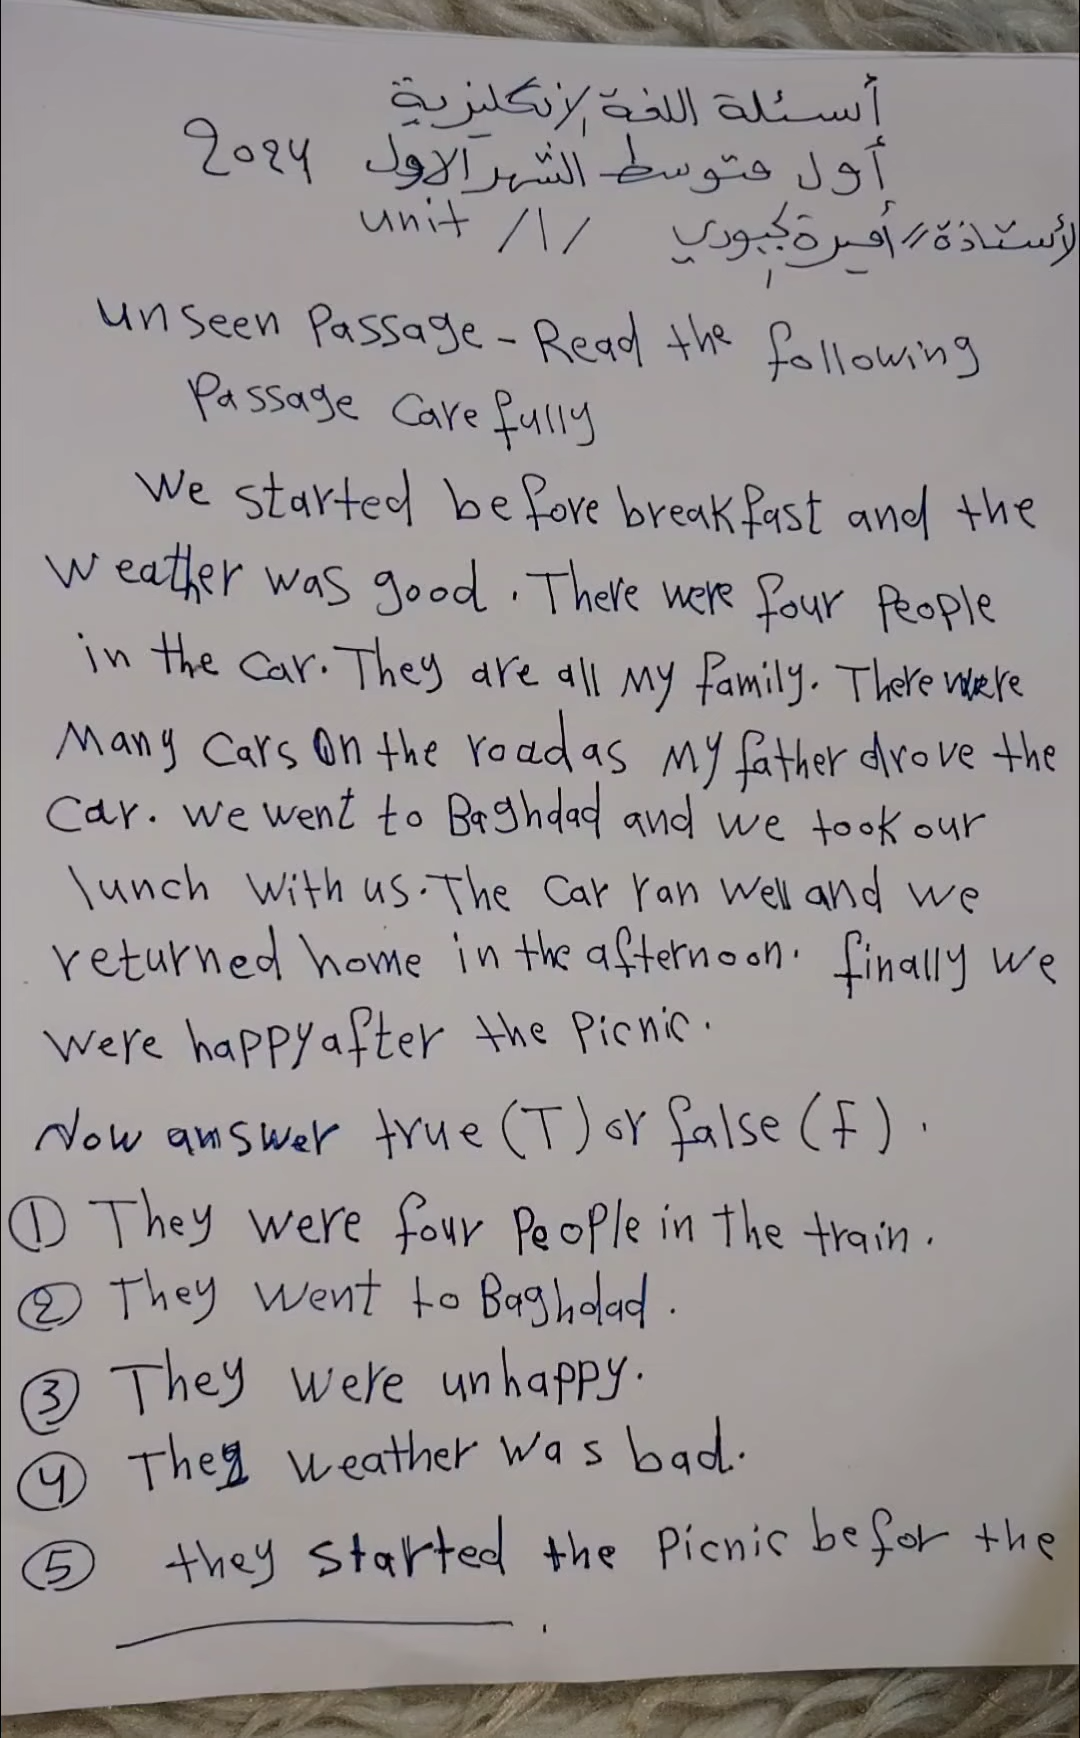 أسئلة اللغة الإنكليزية
أول متوسط الشهر الاول 2024
الأستاذة // أميرة جبوري unit /1/
unseen Passage - Read the following
Passage Carefully
We started before breakfast and the
weather was good. There were four People
in the car. They are all My family. There were
Many Cars on the road as My father drove the
Car. we went to Baghdad and we took our
lunch with us. The Car ran well and we
returned home in the afternoon. finally we
were happy after the Picnic.
Now amswer true (T) or false (F).
① They were four People in the train.
② They went to Baghdad.
③ They were unhappy.
④ They weather was bad.
⑤ they started the Picnic befor the
_______.